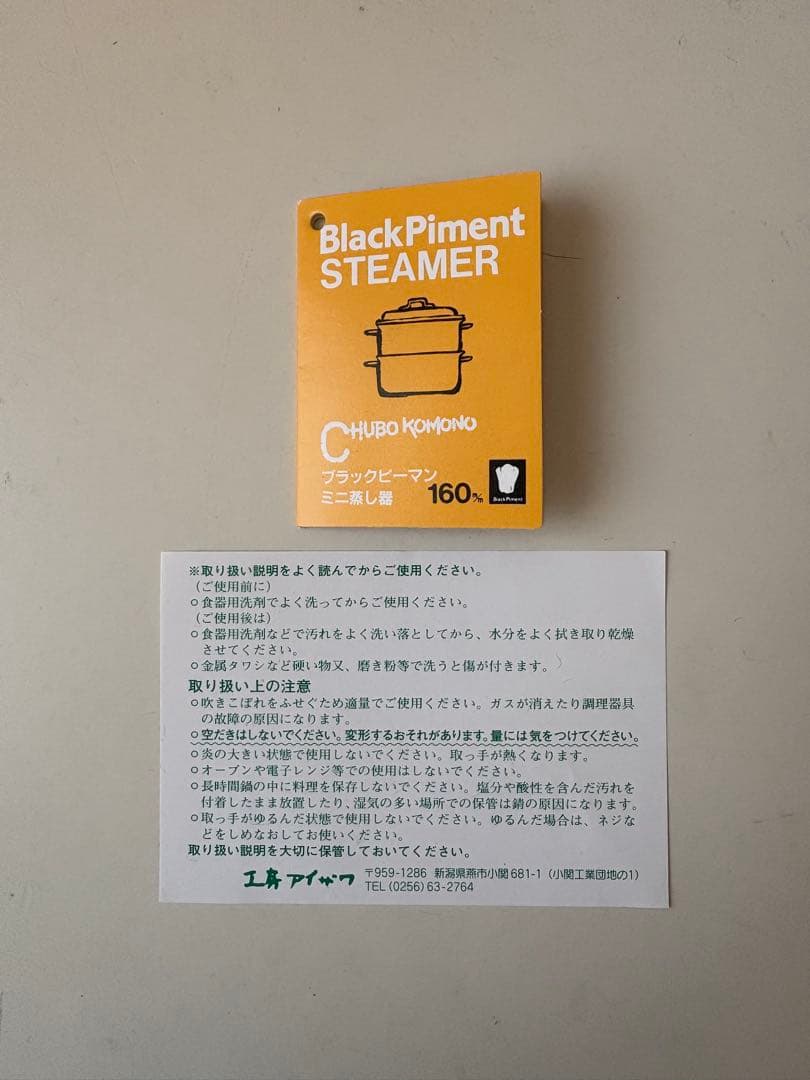 BlackPiment
STEAMER
CHUBO KOMONO
ブラックピーマン
ミニ蒸し器 160m/m
Black Piment
※取り扱い説明をよく読んでからご使用ください。
(ご使用前に)
○食器用洗剤でよく洗ってからご使用ください。
(ご使用後は)
○食器用洗剤などで汚れをよく洗い落としてから、水分をよく拭き取り乾燥
させてください。
○金属タワシなど硬い物又、磨き粉等で洗うと傷が付きます。
取り扱い上の注意
○吹きこぼれをふせぐため適量でご使用ください。ガスが消えたり調理器具
の故障の原因になります。
○空だきはしないでください。変形するおそれがあります。量には気をつけてください。
○炎の大きい状態で使用しないでください。取っ手が熱くなります。
○オーブンや電子レンジ等での使用はしないでください。
○長時間鍋の中に料理を保存しないでください。塩分や酸性を含んだ汚れを
付着したまま放置したり、湿気の多い場所での保管は錆の原因になります。
○取っ手がゆるんだ状態で使用しないでください。ゆるんだ場合は、ネジな
どをしめなおしてお使いください。
取り扱い説明を大切に保管しておいてください。
工房アイザワ 〒959-1286 新潟県燕市小関681-1(小関工業団地の1)
TEL(0256)63-2764